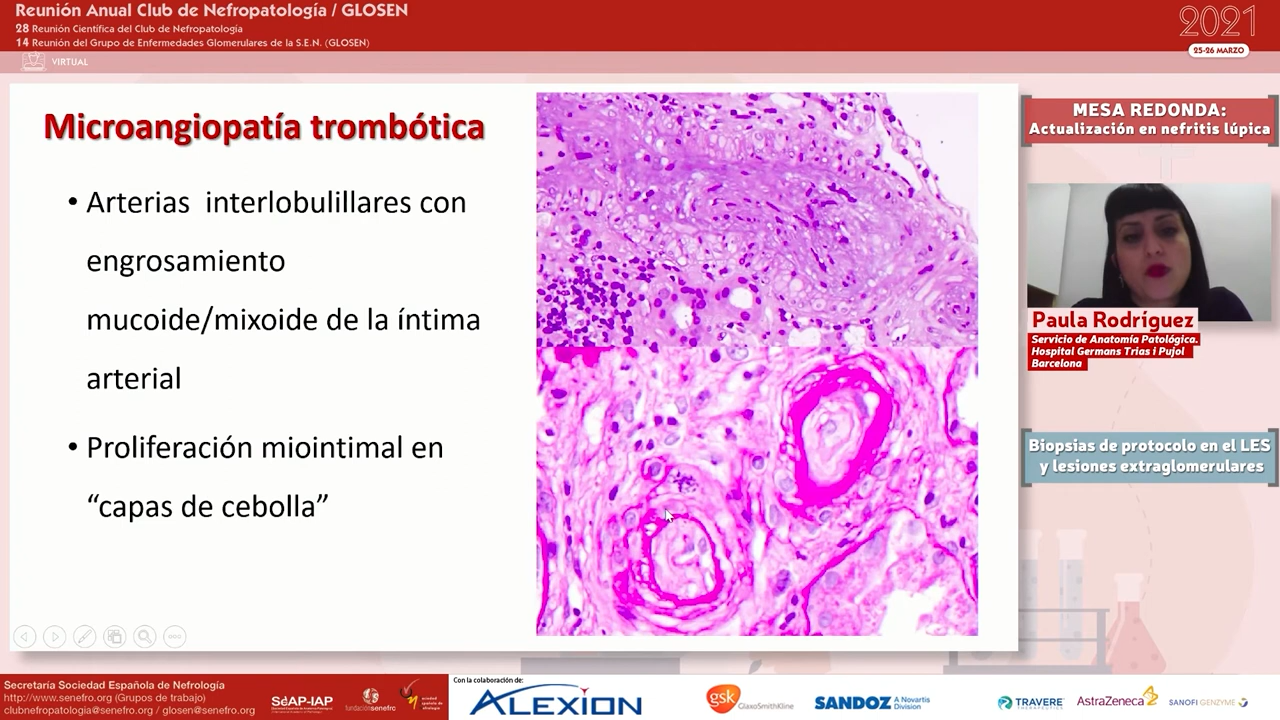 Reunión Anual Club de Nefropatología / GLOSEN
28 Reunión Científica del Club de Nefropatología
14 Reunión del Grupo de Enfermedades Glomerulares de la S.E.N. (GLOSEN)
VIRTUAL
2021
25-26 MARZO
Microangiopatía trombótica
• Arterias interlobulillares con
engrosamiento
mucoide/mixoide de la íntima
arterial
• Proliferación miointimal en
“capas de cebolla”
MESA REDONDA:
Actualización en nefritis lúpica
Paula Rodríguez
Servicio de Anatomía Patológica.
Hospital Germans Trias i Pujol
Barcelona
Biopsias de protocolo en el LES
y lesiones extraglomerulares
Secretaría Sociedad Española de Nefrología
http://www.senefro.org (Grupos de trabajo)
clubnefropatologia@senefro.org / glosen@senefro.org
SEAP-IAP
fundaciónsenefro
Con la colaboración de:
ALEXION
gsk
GlaxoSmithKline
SANDOZ A Novartis
Division
TRAVERE
THERAPEUTICS
AstraZeneca
SANOFI GENZYME